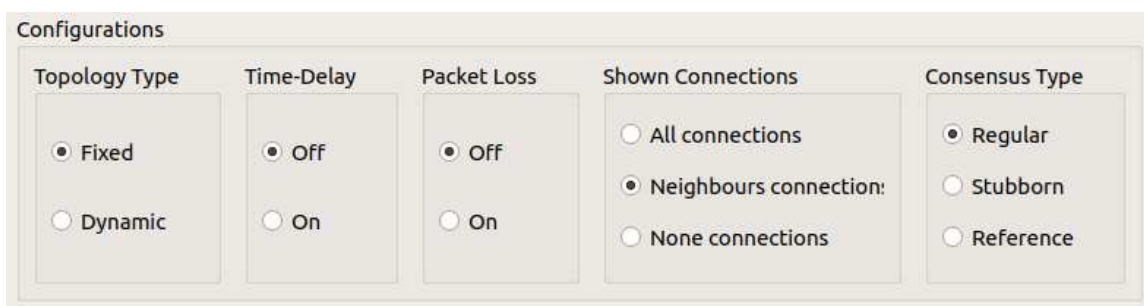 Configurations
Topology Type
Fixed
Dynamic
Time-Delay
Off
On
Packet Loss
Off
On
Shown Connections
All connections
Neighbours connection
None connections
Consensus Type
Regular
Stubborn
Reference